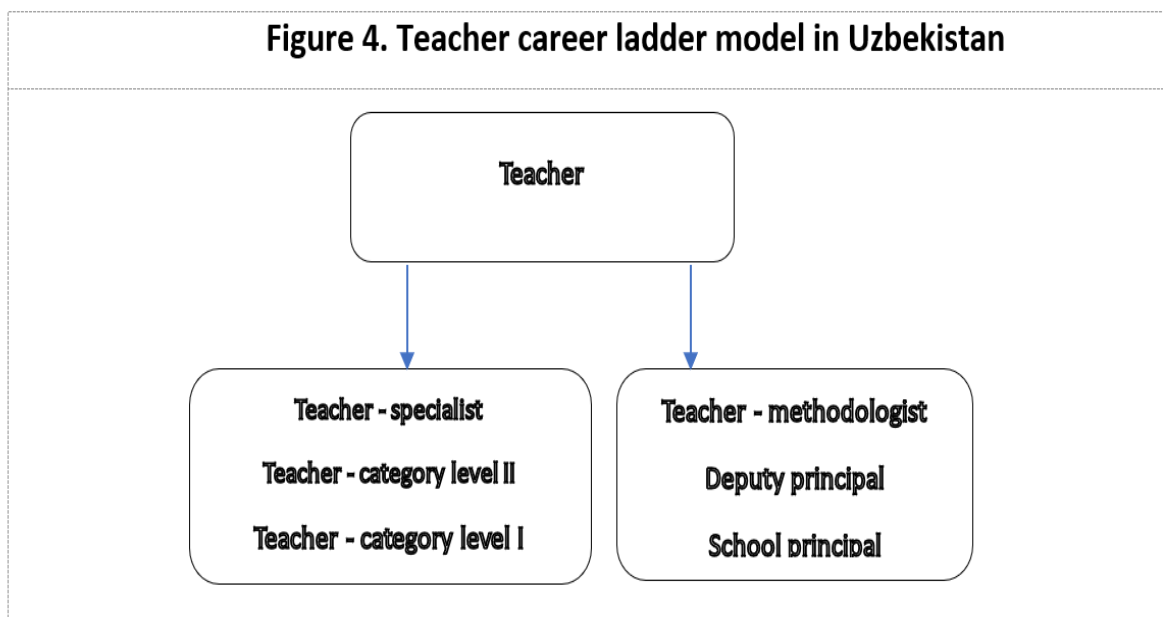 Figure 4. Teacher career ladder model in Uzbekistan
Teacher
Teacher - specialist
Teacher - category level II
Teacher - category level I
Teacher - methodologist
Deputy principal
School principal